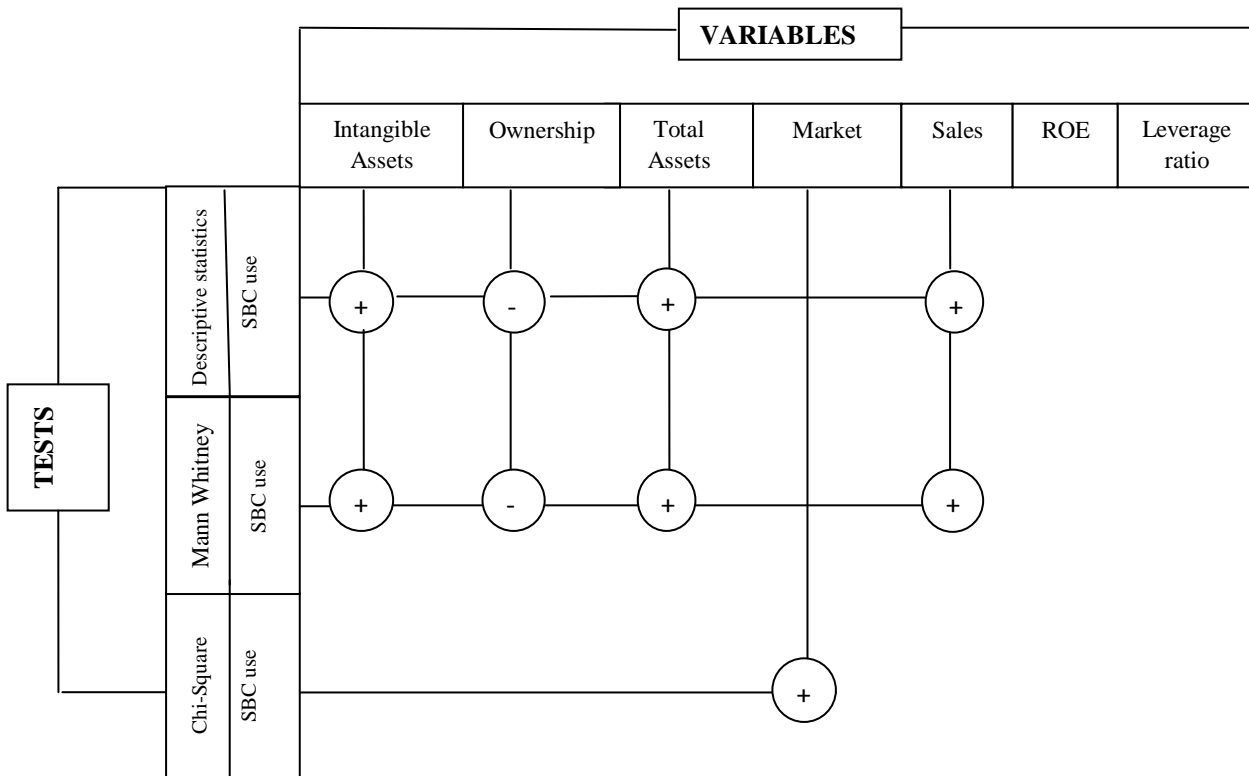 VARIABLES
Intangible
Assets
Ownership
Total
Assets
Market
Sales
ROE
Leverage
ratio
TESTS
Descriptive statistics
SBC use
+
-
+
+
Mann Whitney
SBC use
+
-
+
+
Chi-Square
SBC use
+